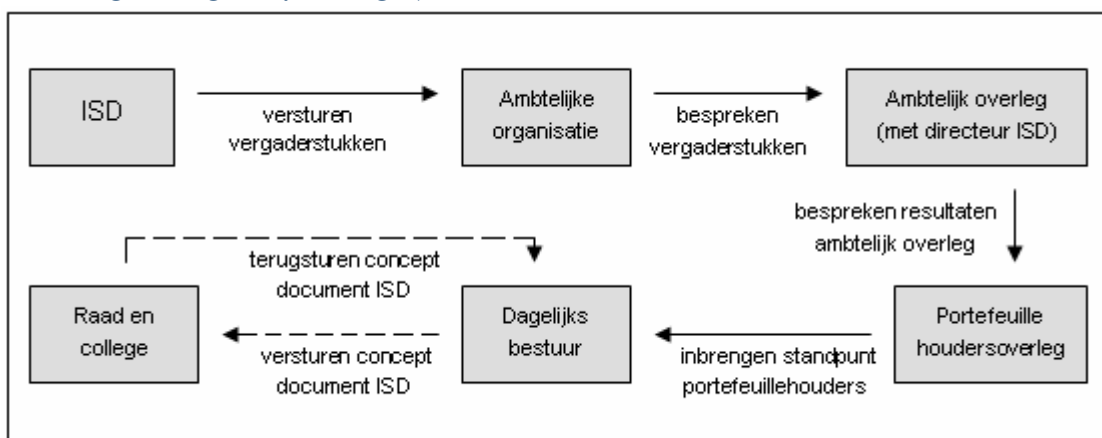 ISD
versturen
vergaderstukken
Ambtelijke
organisatie
bespreken
vergaderstukken
Ambtelijk overleg
(met directeur ISD)
bespreken resultaten
ambtelijk overleg
Portefeuille
houdersoverleg
inbrengen standpunt
portefeuillehouders
Dagelijks
bestuur
versturen concept
document ISD
Raad en
college
terugsturen concept
document ISD